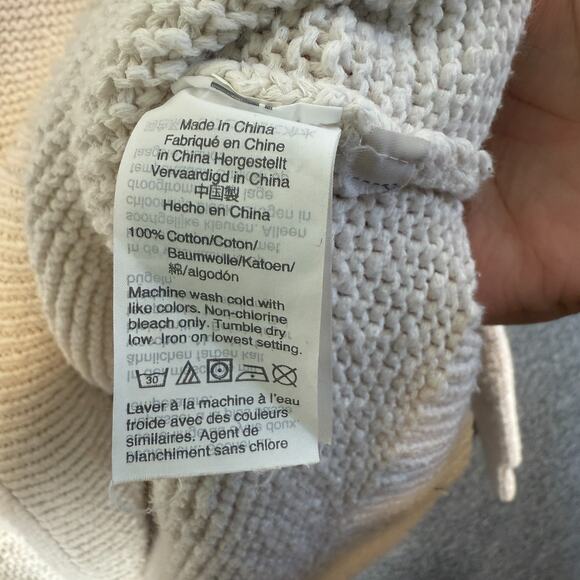 Made in China
Fabriqué en Chine
in China Hergestellt
Vervaardigd in China
中国製
Hecho en China
100% Cotton/Coton/
Baumwolle/Katoen/
綿/algodón
Machine wash cold with
like colors. Non-chlorine
bleach only. Tumble dry
low. Iron on lowest setting.
30
Laver à la machine à l'eau
froide avec des couleurs
similaires. Agent de
blanchiment sans chlore